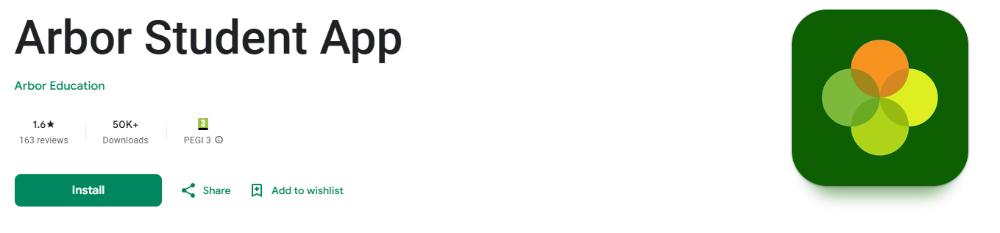 Arbor Student App
Arbor Education
1.6★ 50K+ 3
163 reviews Downloads PEGI 3
Install Share Add to wishlist